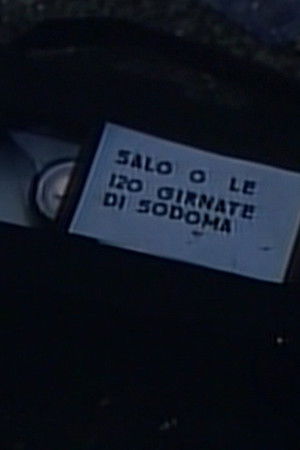 SALO O LE
120 GIRNATE
DI SODOMA